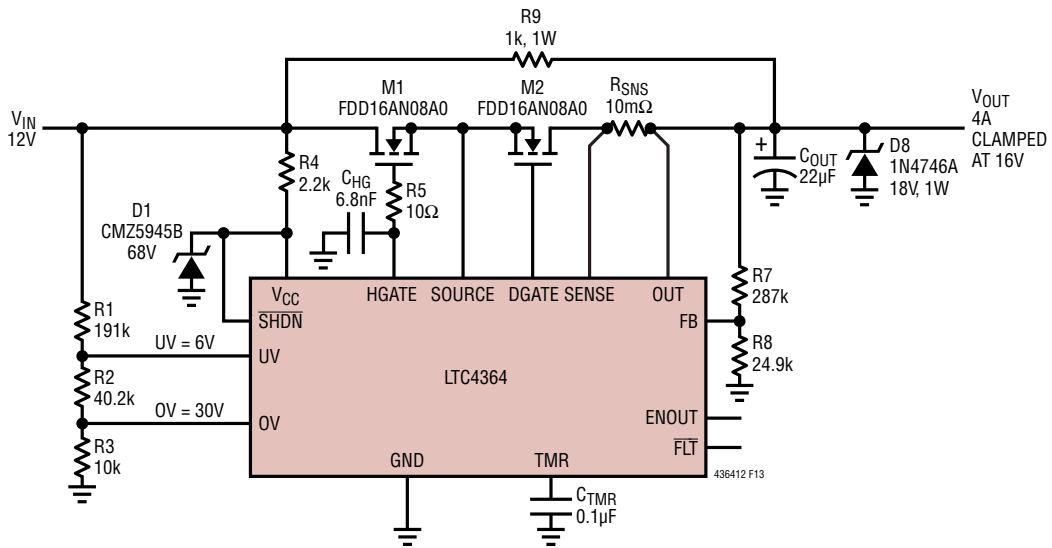 R9
1k, 1W
M1
FDD16AN08A0
M2
FDD16AN08A0
RSNS
10mΩ
VIN
12V
VOUT
4A
CLAMPED
AT 16V
R4
2.2k
CHG
6.8nF
R5
10Ω
+
COUT
22μF
D8
1N4746A
18V, 1W
D1
CMZ5945B
68V
VCC
HGATE
SOURCE
DGATE
SENSE
OUT
SHDN
FB
R7
287k
R1
191k
UV = 6V
UV
R8
24.9k
R2
40.2k
LTC4364
OV = 30V
OV
ENOUT
R3
10k
FLT
GND
TMR
436412 F13
CTMR
0.1μF